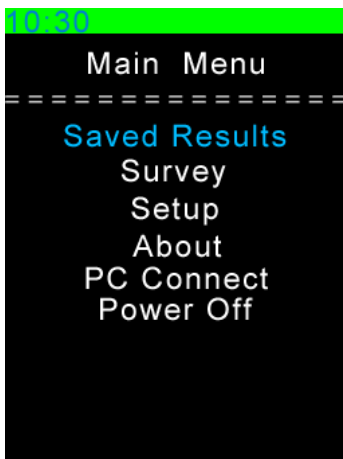 10:30
Main Menu
===============
Saved Results
Survey
Setup
About
PC Connect
Power Off